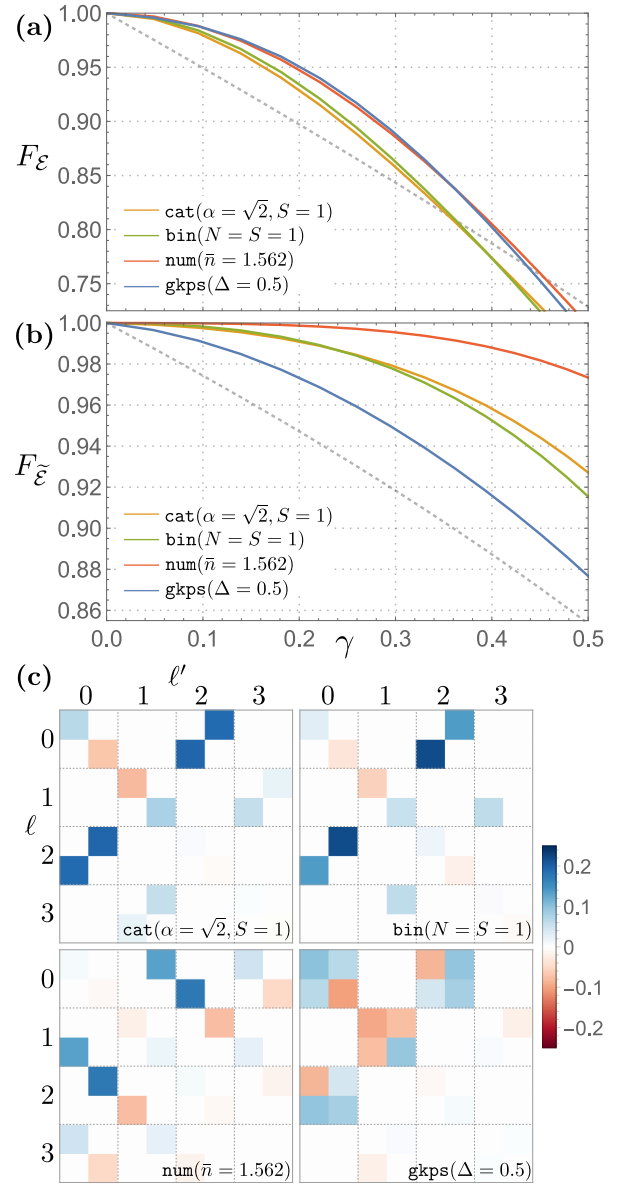 (a)
1.00
0.95
0.90
0.85
0.80
0.75
F_ℰ
cat(α = √2, S = 1)
bin(N = S = 1)
num(n̄ = 1.562)
gkps(Δ = 0.5)
(b)
1.00
0.98
0.96
0.94
0.92
0.90
0.88
0.86
F_ℰ̃
cat(α = √2, S = 1)
bin(N = S = 1)
num(n̄ = 1.562)
gkps(Δ = 0.5)
0.0 0.1 0.2 0.3 0.4 0.5
γ
(c)
ℓ′
0 1 2 3 0 1 2 3
ℓ
0
1
2
3
cat(α = √2, S = 1)
bin(N = S = 1)
0
1
2
3
num(n̄ = 1.562)
gkps(Δ = 0.5)
0.2
0.1
0
−0.1
−0.2